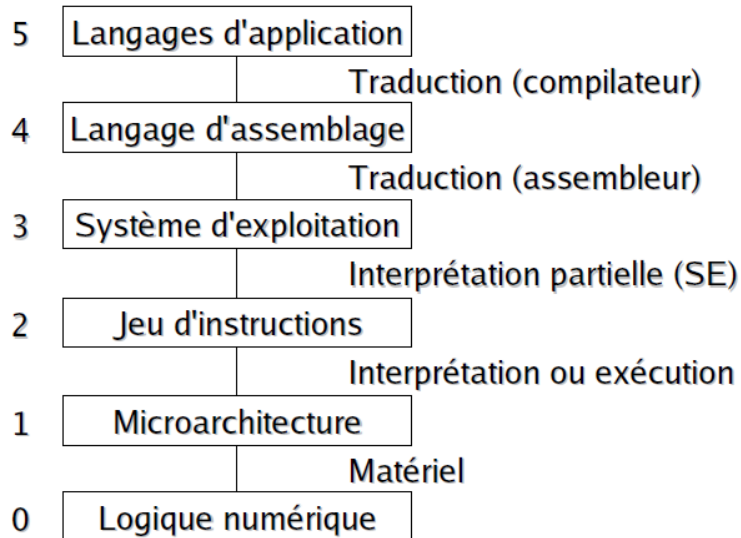 5 Langages d'application
Traduction (compilateur)
4 Langage d'assemblage
Traduction (assembleur)
3 Système d'exploitation
Interprétation partielle (SE)
2 Jeu d'instructions
Interprétation ou exécution
1 Microarchitecture
Matériel
0 Logique numérique